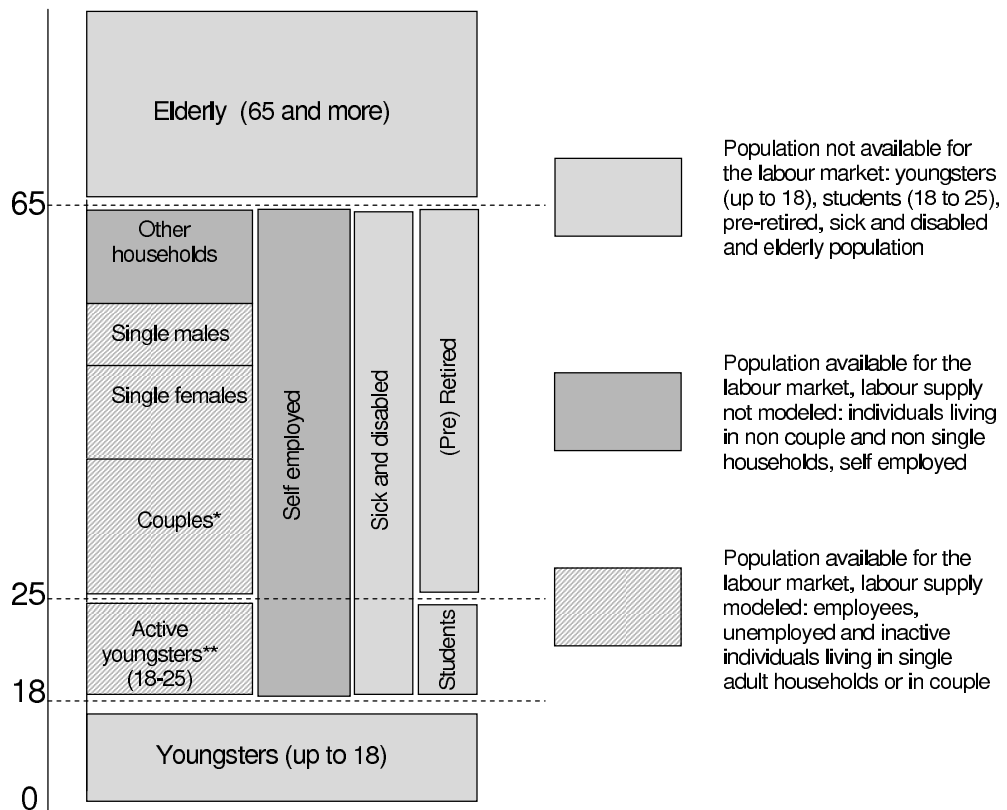 Elderly (65 and more)
65
Other
households
Single males
Single females
Couples*
Self employed
Sick and disabled
(Pre) Retired
25
Active
youngsters**
(18-25)
Students
18
Youngsters (up to 18)
0
Population not available for
the labour market: youngsters
(up to 18), students (18 to 25),
pre-retired, sick and disabled
and elderly population
Population available for the
labour market, labour supply
not modeled: individuals living
in non couple and non single
households, self employed
Population available for the
labour market, labour supply
modeled: employees,
unemployed and inactive
individuals living in single
adult households or in couple